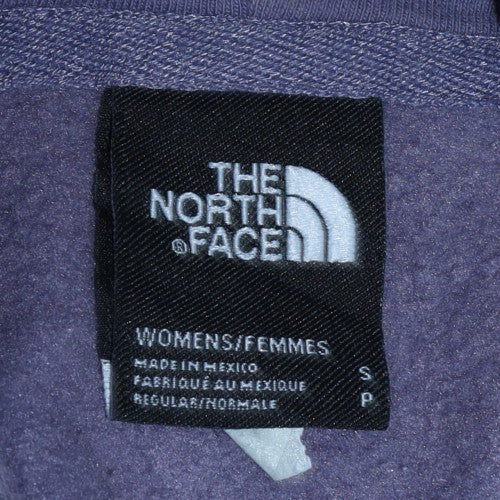 THE
NORTH
® FACE
WOMENS/FEMMES
MADE IN MEXICO
FABRIQUÉ AU MEXIQUE
REGULAR/NORMALE
S
P